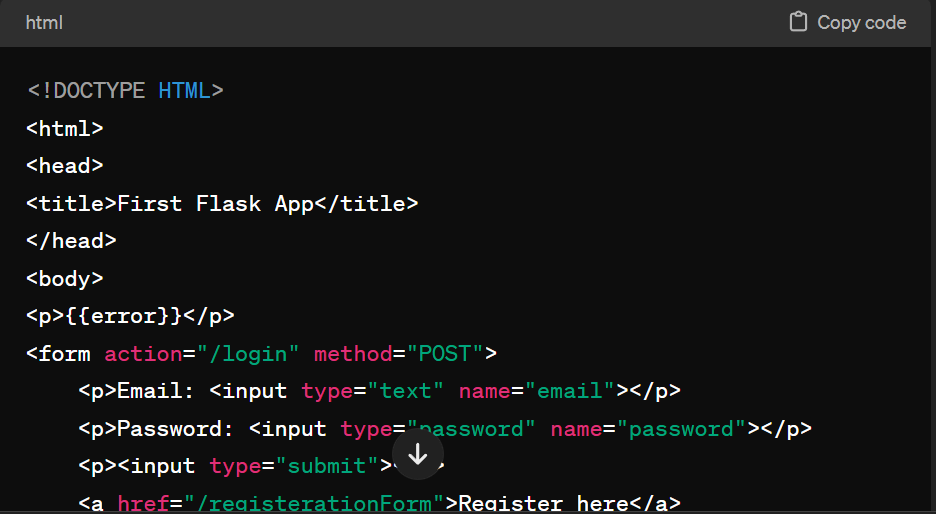 html
Copy code
<!DOCTYPE HTML>
<html>
<head>
<title>First Flask App</title>
</head>
<body>
<p>{{error}}</p>
<form action="/login" method="POST">
<p>Email: <input type="text" name="email"></p>
<p>Password: <input type="password" name="password"></p>
<p><input type="submit">
<a href="/registerationForm">Register here</a>